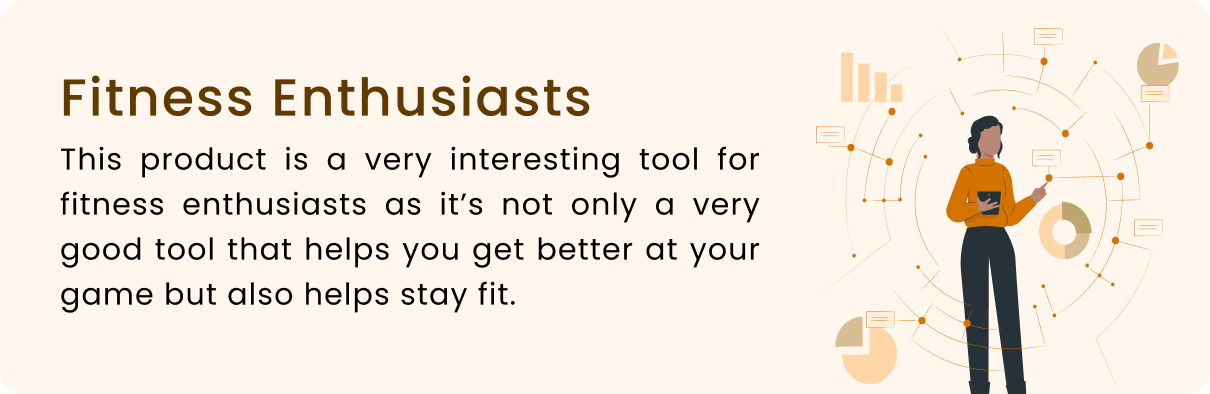 Fitness Enthusiasts
This product is a very interesting tool for
fitness enthusiasts as it’s not only a very
good tool that helps you get better at your
game but also helps stay fit.